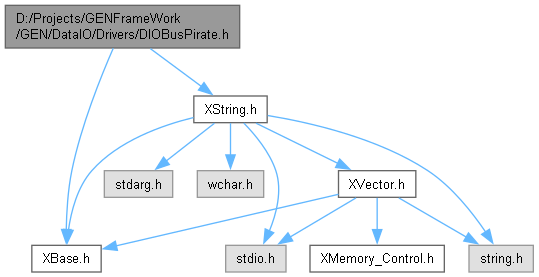 D:/Projects/GENFrameWork
/GEN/DataIO/Drivers/DIOBusPirate.h
XString.h
stdarg.h
wchar.h
XVector.h
XBase.h
stdio.h
XMemory_Control.h
string.h